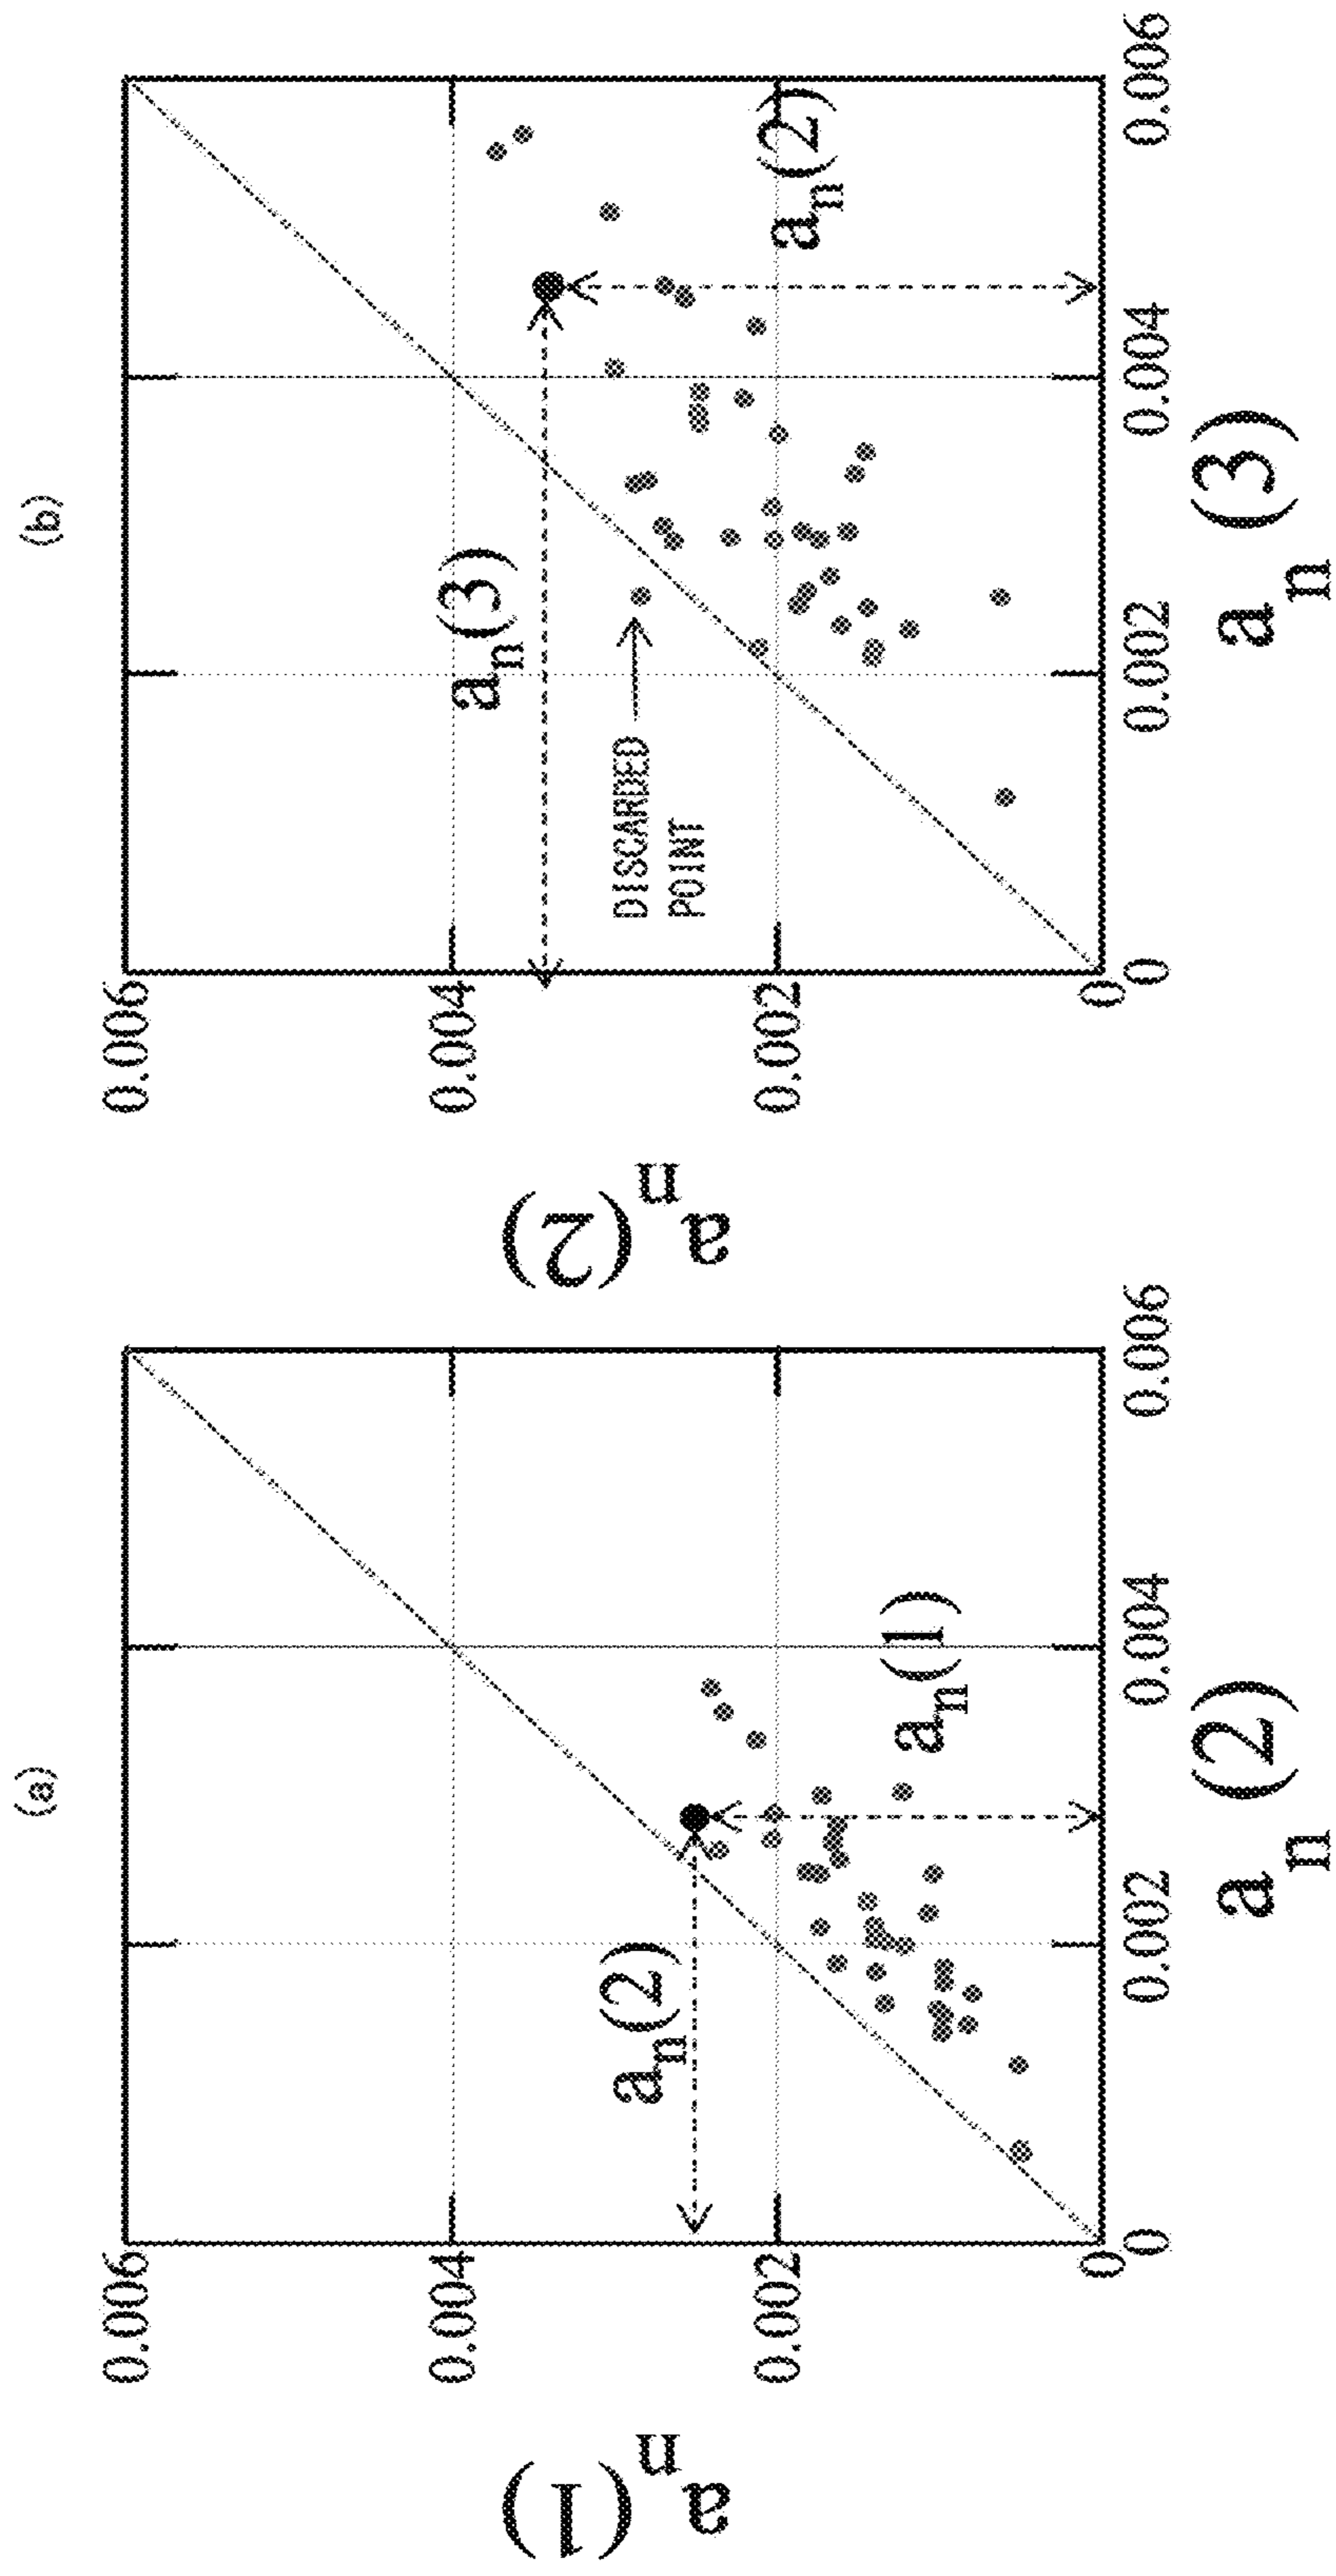 (a)
a_n(1)
0.006
0.004
0.002
0
0
0.002
0.004
0.006
a_n (2)
a_n(2)
a_n(1)
(b)
a_n(2)
0.006
0.004
0.002
0
0
0.002
0.004
0.006
a_n (3)
a_n(3)
DISCARDED
POINT
a_n(2)